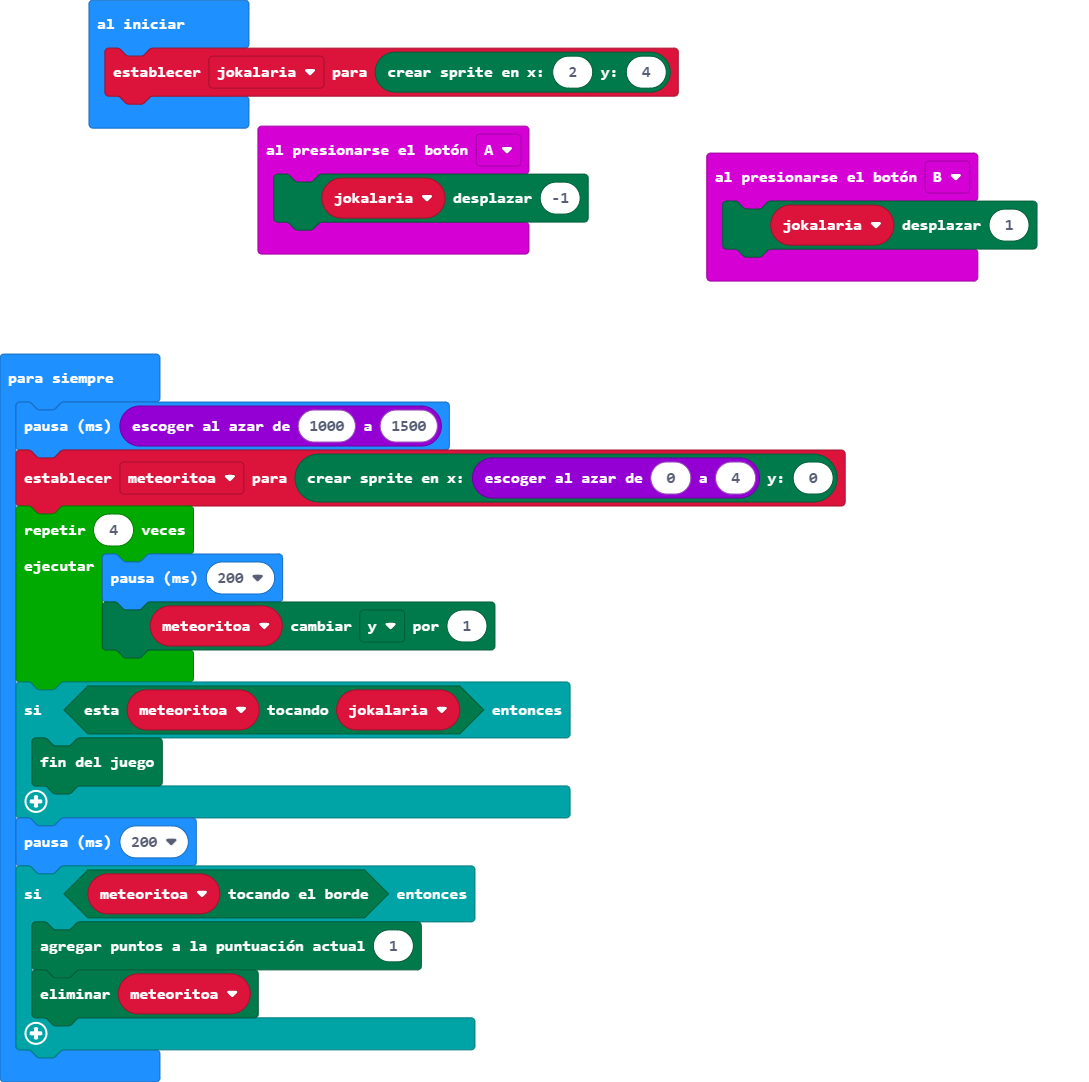 al iniciar
establecer jokalaria para crear sprite en x: 2 y: 4
al presionarse el botón A
jokalaria desplazar -1
al presionarse el botón B
jokalaria desplazar 1
para siempre
pausa (ms) escoger al azar de 1000 a 1500
establecer meteoritoa para crear sprite en x: escoger al azar de 0 a 4 y: 0
repetir 4 veces
ejecutar
pausa (ms) 200
meteoritoa cambiar y por 1
si esta meteoritoa tocando jokalaria entonces
fin del juego
pausa (ms) 200
si meteoritoa tocando el borde entonces
agregar puntos a la puntuación actual 1
eliminar meteoritoa